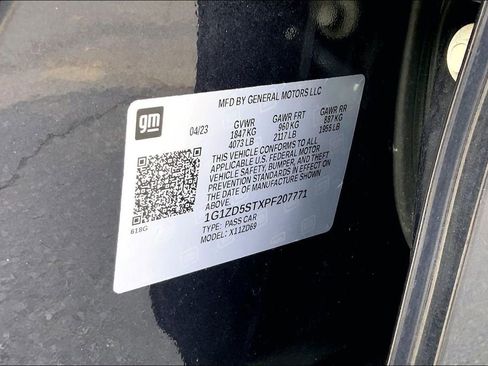 MFD BY GENERAL MOTORS LLC
gm
04/23 GVWR GAWR FRT GAWR RR
1847 KG 960 KG 887 KG
4073 LB 2117 LB 1955 LB
THIS VEHICLE CONFORMS TO ALL
APPLICABLE U.S. FEDERAL MOTOR
VEHICLE SAFETY, BUMPER, AND THEFT
PREVENTION STANDARDS IN EFFECT ON
THE DATE OF MANUFACTURE SHOWN
ABOVE.
1G1ZD5STXPF207771
618G
TYPE: PASS CAR
MODEL: X11ZD69